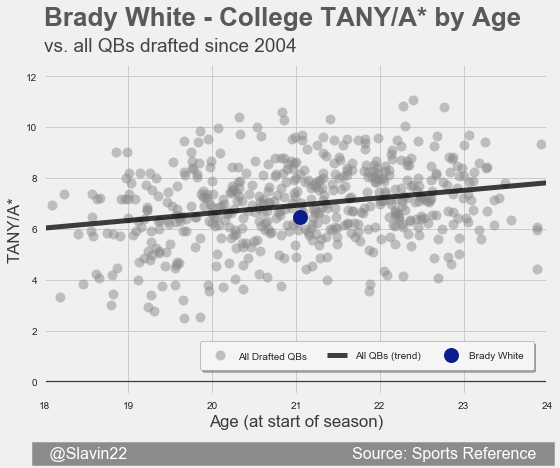 Brady White - College TANY/A* by Age
vs. all QBs drafted since 2004
12
10
8
6
4
2
0
TANY/A*
All Drafted QBs
All QBs (trend)
Brady White
18 19 20 21 22 23 24
Age (at start of season)
@Slavin22
Source: Sports Reference